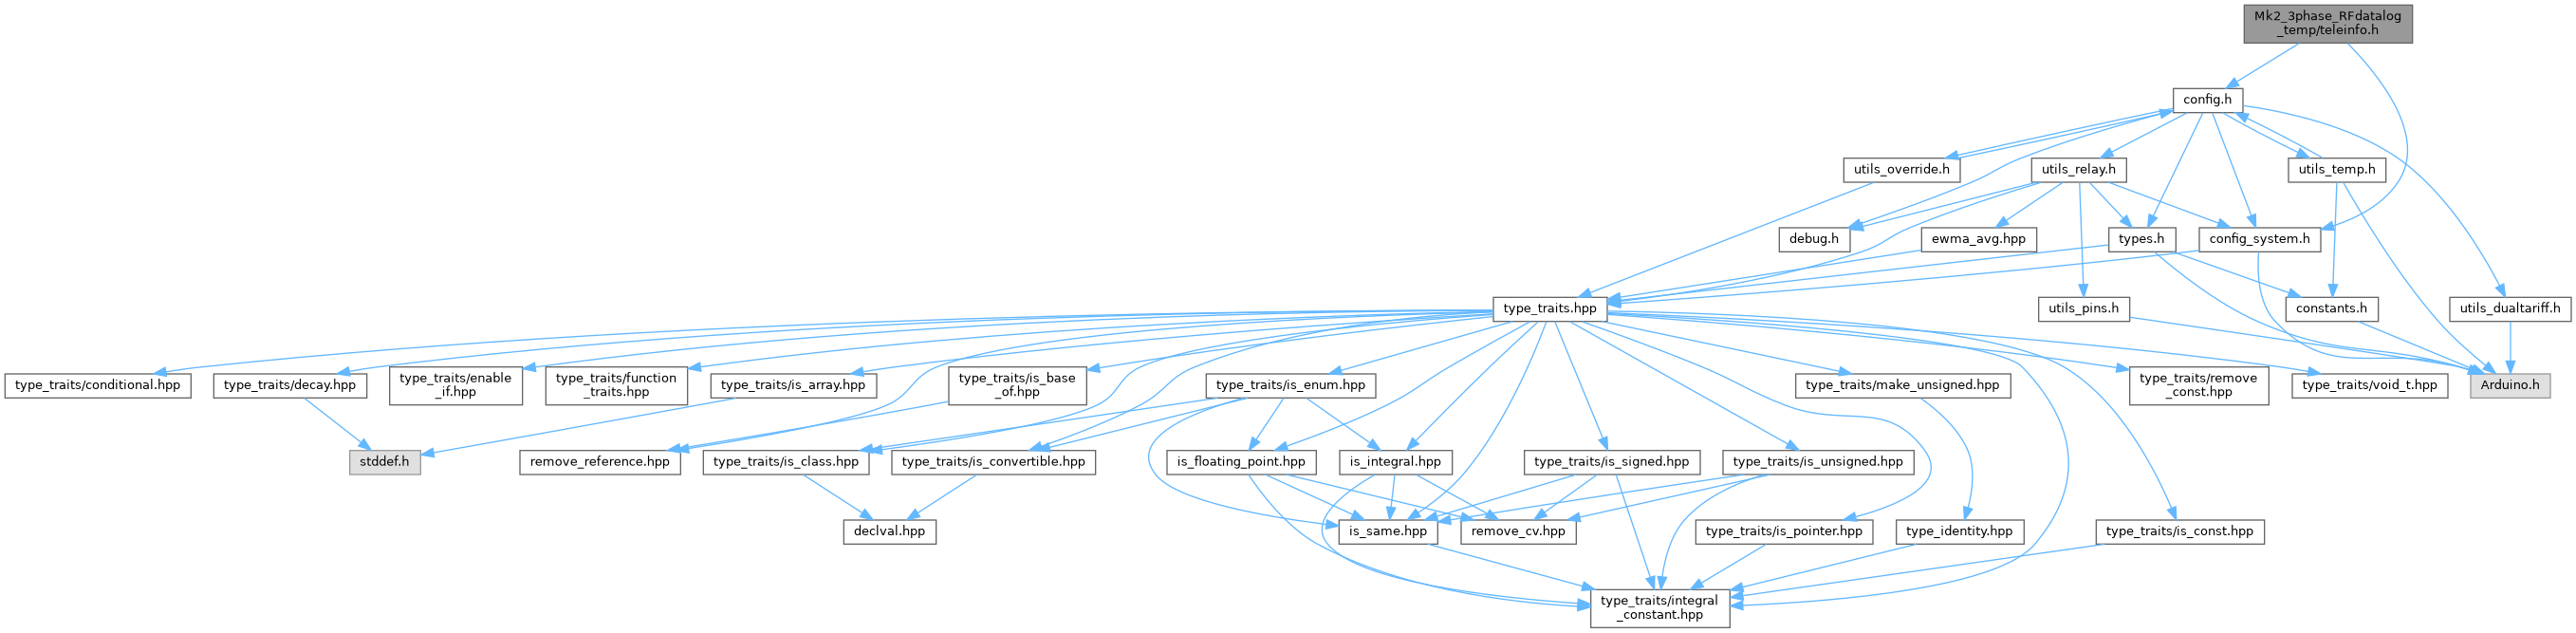 Mk2_3phase_RFdatalog
_temp/teleinfo.h
config.h
utils_override.h
utils_relay.h
utils_temp.h
debug.h
ewma_avg.hpp
types.h
config_system.h
type_traits.hpp
utils_pins.h
constants.h
utils_dualtariff.h
type_traits/conditional.hpp
type_traits/decay.hpp
type_traits/enable
_if.hpp
type_traits/function
_traits.hpp
type_traits/is_array.hpp
type_traits/is_base
_of.hpp
type_traits/is_enum.hpp
type_traits/make_unsigned.hpp
type_traits/remove
_const.hpp
type_traits/void_t.hpp
Arduino.h
stddef.h
remove_reference.hpp
type_traits/is_class.hpp
type_traits/is_convertible.hpp
is_floating_point.hpp
is_integral.hpp
type_traits/is_signed.hpp
type_traits/is_unsigned.hpp
declval.hpp
is_same.hpp
remove_cv.hpp
type_traits/is_pointer.hpp
type_identity.hpp
type_traits/is_const.hpp
type_traits/integral
_constant.hpp